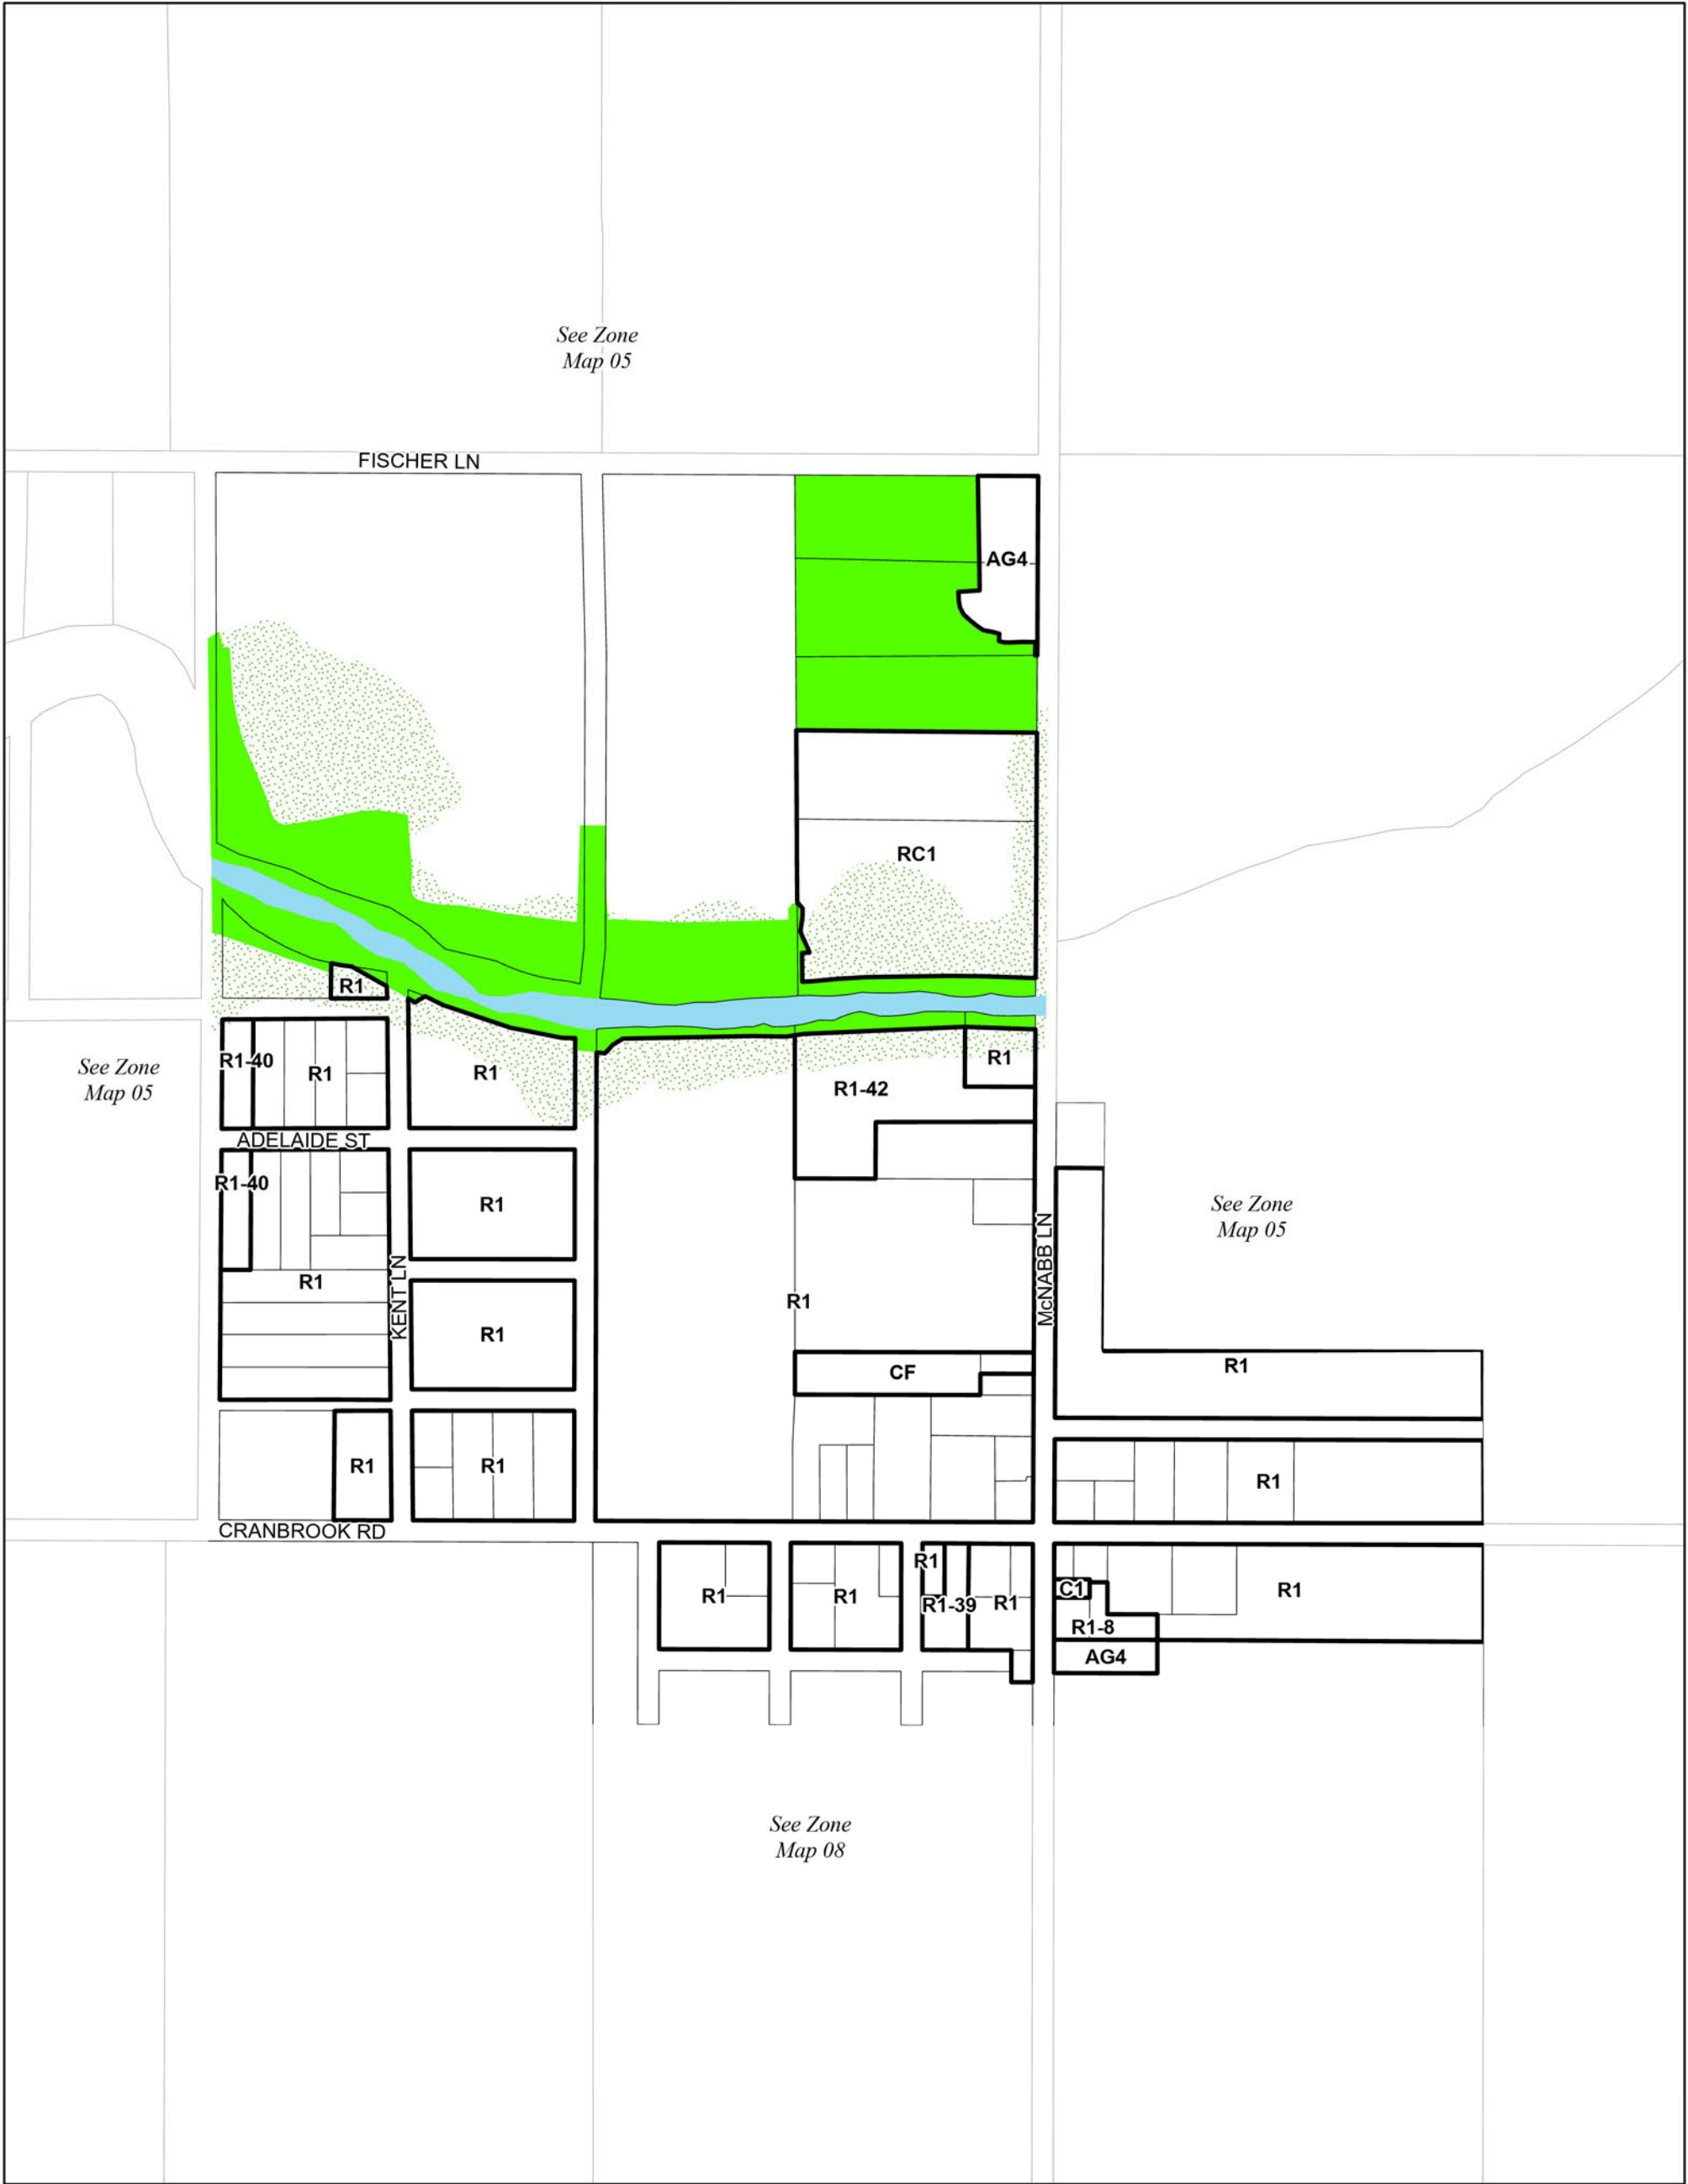 See Zone
Map 05
FISCHER LN
AG4
RC1
R1
See Zone
Map 05
R1-40
R1
R1
R1-42
R1
ADELAIDE ST
R1-40
R1
R1
See Zone
Map 05
KENT LN
McNABB LN
R1
R1
R1
CF
R1
R1
R1
R1
CRANBROOK RD
R1
R1
R1
R1-39
R1
C1
R1-8
R1
AG4
See Zone
Map 08